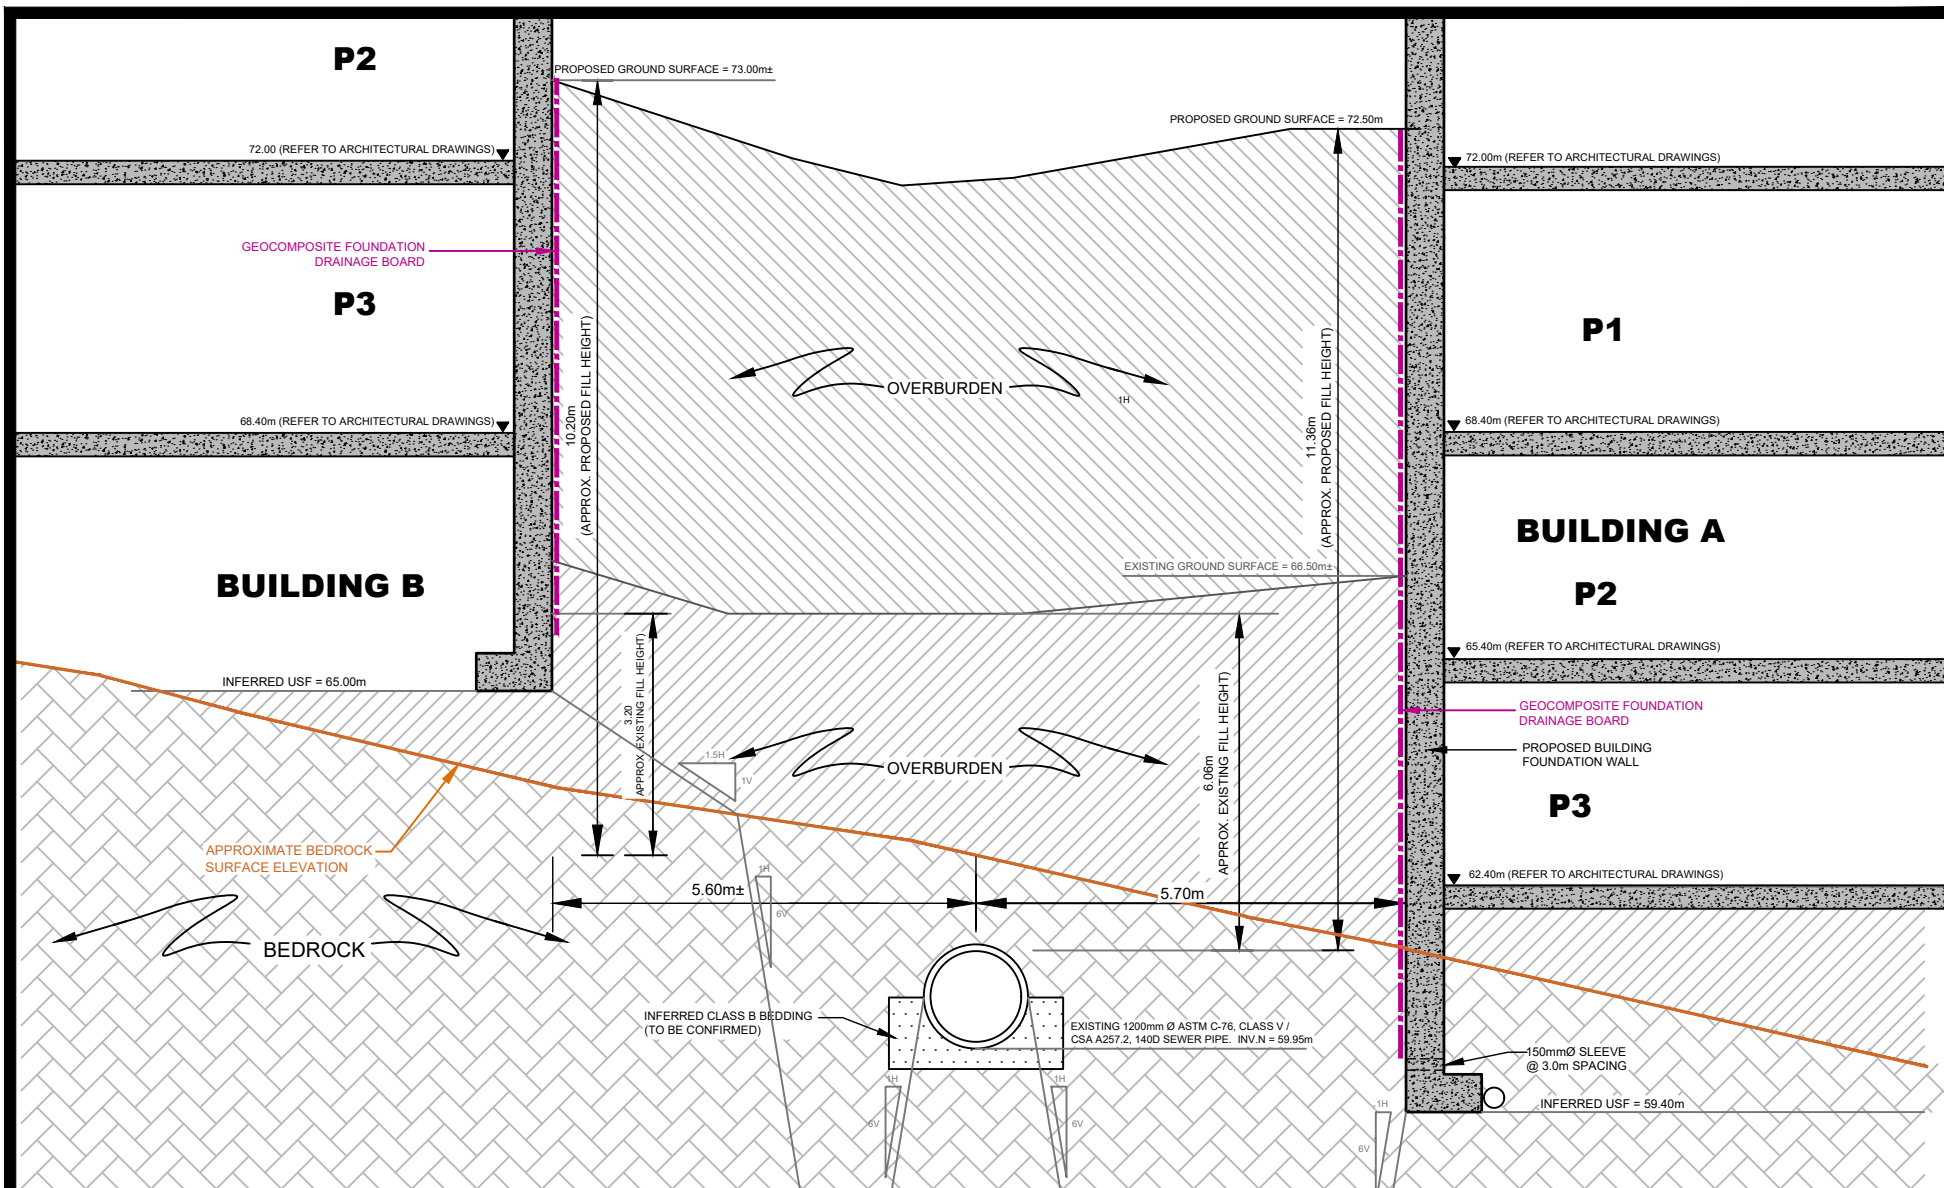 P2
PROPOSED GROUND SURFACE = 73.00m±
PROPOSED GROUND SURFACE = 72.50m
72.00 (REFER TO ARCHITECTURAL DRAWINGS)
72.00m (REFER TO ARCHITECTURAL DRAWINGS)
GEOCOMPOSITE FOUNDATION
DRAINAGE BOARD
P3
P1
10.20m
(APPROX. PROPOSED FILL HEIGHT)
11.36m
(APPROX. PROPOSED FILL HEIGHT)
OVERBURDEN
1H
68.40m (REFER TO ARCHITECTURAL DRAWINGS)
68.40m (REFER TO ARCHITECTURAL DRAWINGS)
BUILDING A
EXISTING GROUND SURFACE = 66.50m±
BUILDING B
P2
65.40m (REFER TO ARCHITECTURAL DRAWINGS)
INFERRED USF = 65.00m
3.20
APPROX. EXISTING FILL HEIGHT)
6.06m
APPROX. EXISTING FILL HEIGHT)
GEOCOMPOSITE FOUNDATION
DRAINAGE BOARD
PROPOSED BUILDING
FOUNDATION WALL
1.5H
1V
OVERBURDEN
P3
APPROXIMATE BEDROCK
SURFACE ELEVATION
62.40m (REFER TO ARCHITECTURAL DRAWINGS)
5.60m±
1H
6V
5.70m
BEDROCK
INFERRED CLASS B BEDDING
(TO BE CONFIRMED)
EXISTING 1200mm Ø ASTM C-76, CLASS V /
CSA A257.2, 140D SEWER PIPE. INV.N = 59.95m
150mmØ SLEEVE
@ 3.0m SPACING
1H
6V
1H
6V
1H
6V
INFERRED USF = 59.40m